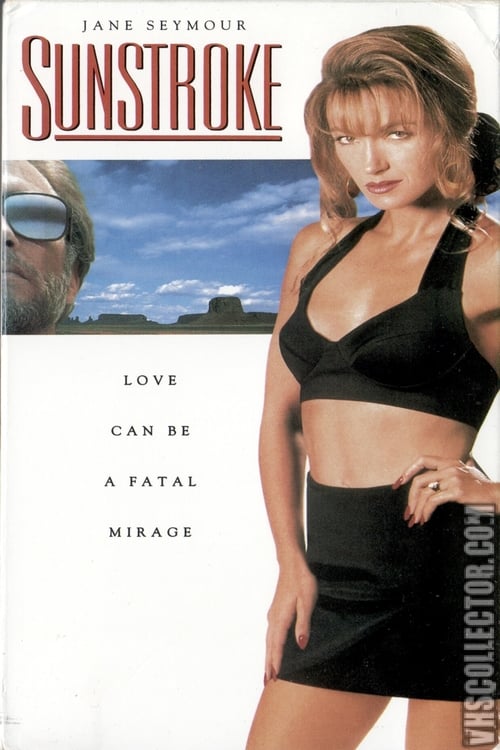 JANE SEYMOUR
SUNSTROKE
LOVE
CAN BE
A FATAL
MIRAGE
VHSCOLLECTOR.COM